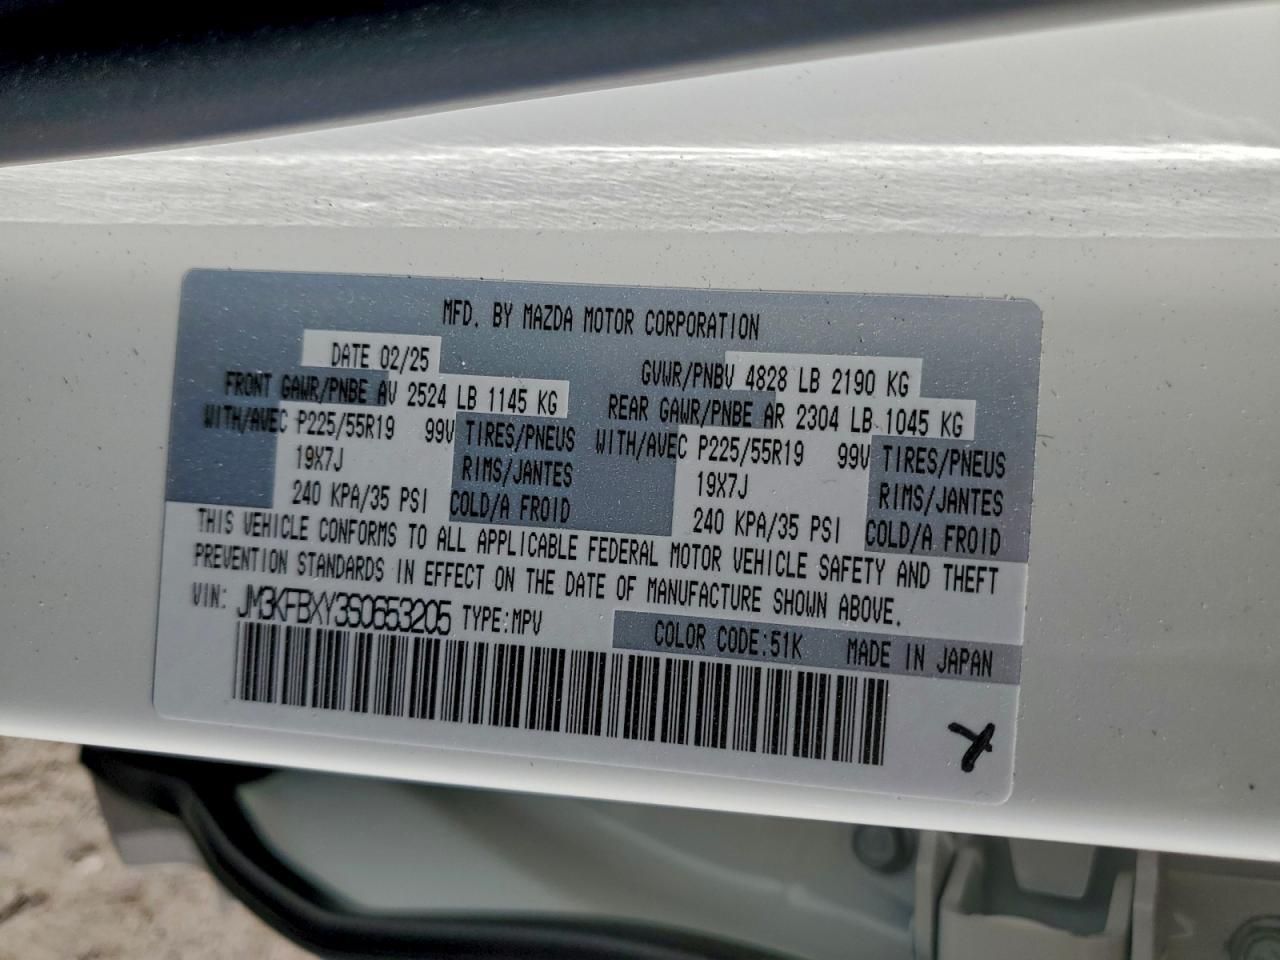 MFD. BY MAZDA MOTOR CORPORATION
DATE 02/25 GVWR/PNBV 4828 LB 2190 KG
FRONT GAWR/PNBE AV 2524 LB 1145 KG REAR GAWR/PNBE AR 2304 LB 1045 KG
WITH/AVEC P225/55R19 99V TIRES/PNEUS WITH/AVEC P225/55R19 99V TIRES/PNEUS
19X7J RIMS/JANTES 19X7J RIMS/JANTES
240 KPA/35 PSI COLD/A FROID 240 KPA/35 PSI COLD/A FROID
THIS VEHICLE CONFORMS TO ALL APPLICABLE FEDERAL MOTOR VEHICLE SAFETY AND THEFT
PREVENTION STANDARDS IN EFFECT ON THE DATE OF MANUFACTURE SHOWN ABOVE.
VIN: JM3KFBXY3S0653205 TYPE:MPV
COLOR CODE:51K MADE IN JAPAN